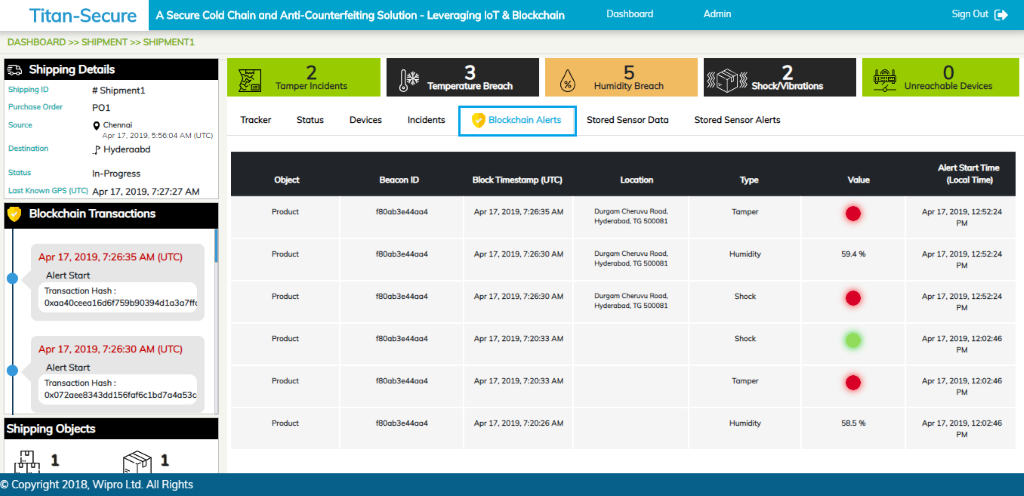 Titan-Secure
A Secure Cold Chain and Anti-Counterfeiting Solution - Leveraging IoT & Blockchain
Dashboard
Admin
Sign Out
DASHBOARD >> SHIPMENT >> SHIPMENT1
Shipping Details
Shipping ID # Shipment1
Purchase Order PO1
Source Chennai
Apr 17, 2019, 5:56:04 AM (UTC)
Destination Hyderaabd
Status In-Progress
Last Known GPS (UTC) Apr 17, 2019, 7:27:27 AM
Blockchain Transactions
Apr 17, 2019, 7:26:35 AM (UTC)
Alert Start
Transaction Hash :
0xaa40ceea16d6f759b90394d1a3a7ffc
Apr 17, 2019, 7:26:30 AM (UTC)
Alert Start
Transaction Hash :
0x072aee8343dd156faf6c1bd7a4a53c
Shipping Objects
1 1
2
Tamper Incidents
3
Temperature Breach
5
Humidity Breach
2
Shock/Vibrations
0
Unreachable Devices
Tracker Status Devices Incidents Blockchain Alerts Stored Sensor Data Stored Sensor Alerts
Object Beacon ID Block Timestamp (UTC) Location Type Value Alert Start Time
(Local Time)
Product f80ab3e44aa4 Apr 17, 2019, 7:26:35 AM Durgam Cheruvu Road, Tamper Apr 17, 2019, 12:52:24
Hyderabad, TG 500081 PM
Product f80ab3e44aa4 Apr 17, 2019, 7:26:30 AM Durgam Cheruvu Road, Humidity 59.4 % Apr 17, 2019, 12:52:24
Hyderabad, TG 500081 PM
Product f80ab3e44aa4 Apr 17, 2019, 7:26:30 AM Durgam Cheruvu Road, Shock Apr 17, 2019, 12:52:24
Hyderabad, TG 500081 PM
Product f80ab3e44aa4 Apr 17, 2019, 7:20:33 AM Shock Apr 17, 2019, 12:02:46
PM
Product f80ab3e44aa4 Apr 17, 2019, 7:20:33 AM Tamper Apr 17, 2019, 12:02:46
PM
Product f80ab3e44aa4 Apr 17, 2019, 7:20:26 AM Humidity 58.5 % Apr 17, 2019, 12:02:46
PM
© Copyright 2018, Wipro Ltd. All Rights